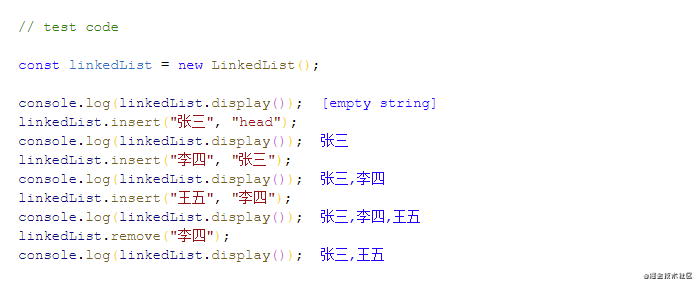 // test code
const linkedList = new LinkedList();
console.log(linkedList.display());  [empty string]
linkedList.insert("张三", "head");
console.log(linkedList.display());  张三
linkedList.insert("李四", "张三");
console.log(linkedList.display());  张三,李四
linkedList.insert("王五", "李四");
console.log(linkedList.display());  张三,李四,王五
linkedList.remove("李四");
console.log(linkedList.display());  张三,王五
@掘金技术社区